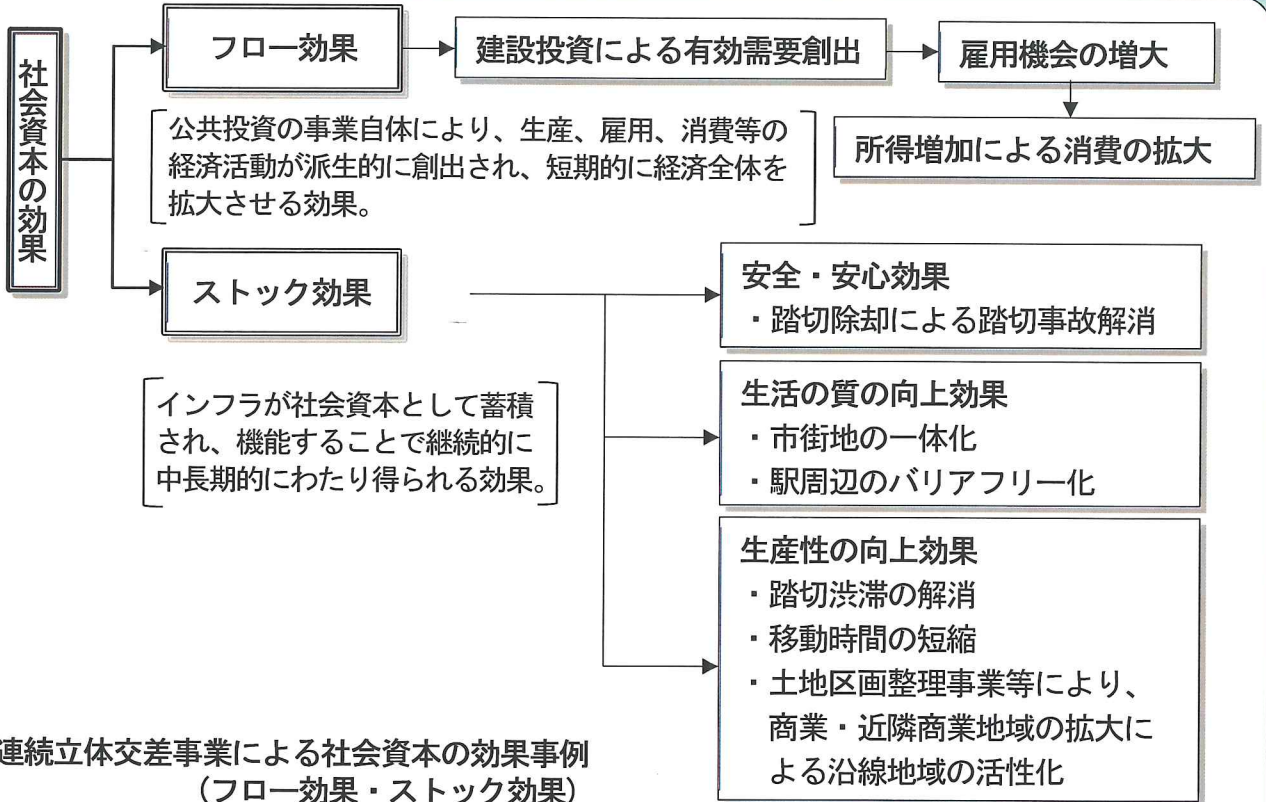 社会資本の効果
フロー効果
建設投資による有効需要創出
雇用機会の増大
所得増加による消費の拡大
公共投資の事業自体により、生産、雇用、消費等の
経済活動が派生的に創出され、短期的に経済全体を
拡大させる効果。
ストック効果
インフラが社会資本として蓄積
され、機能することで継続的に
中長期的にわたり得られる効果。
安全・安心効果
・踏切除却による踏切事故解消
生活の質の向上効果
・市街地の一体化
・駅周辺のバリアフリー化
生産性の向上効果
・踏切渋滞の解消
・移動時間の短縮
・土地区画整理事業等により、
商業・近隣商業地域の拡大に
よる沿線地域の活性化
連続立体交差事業による社会資本の効果事例
（フロー効果・ストック効果）